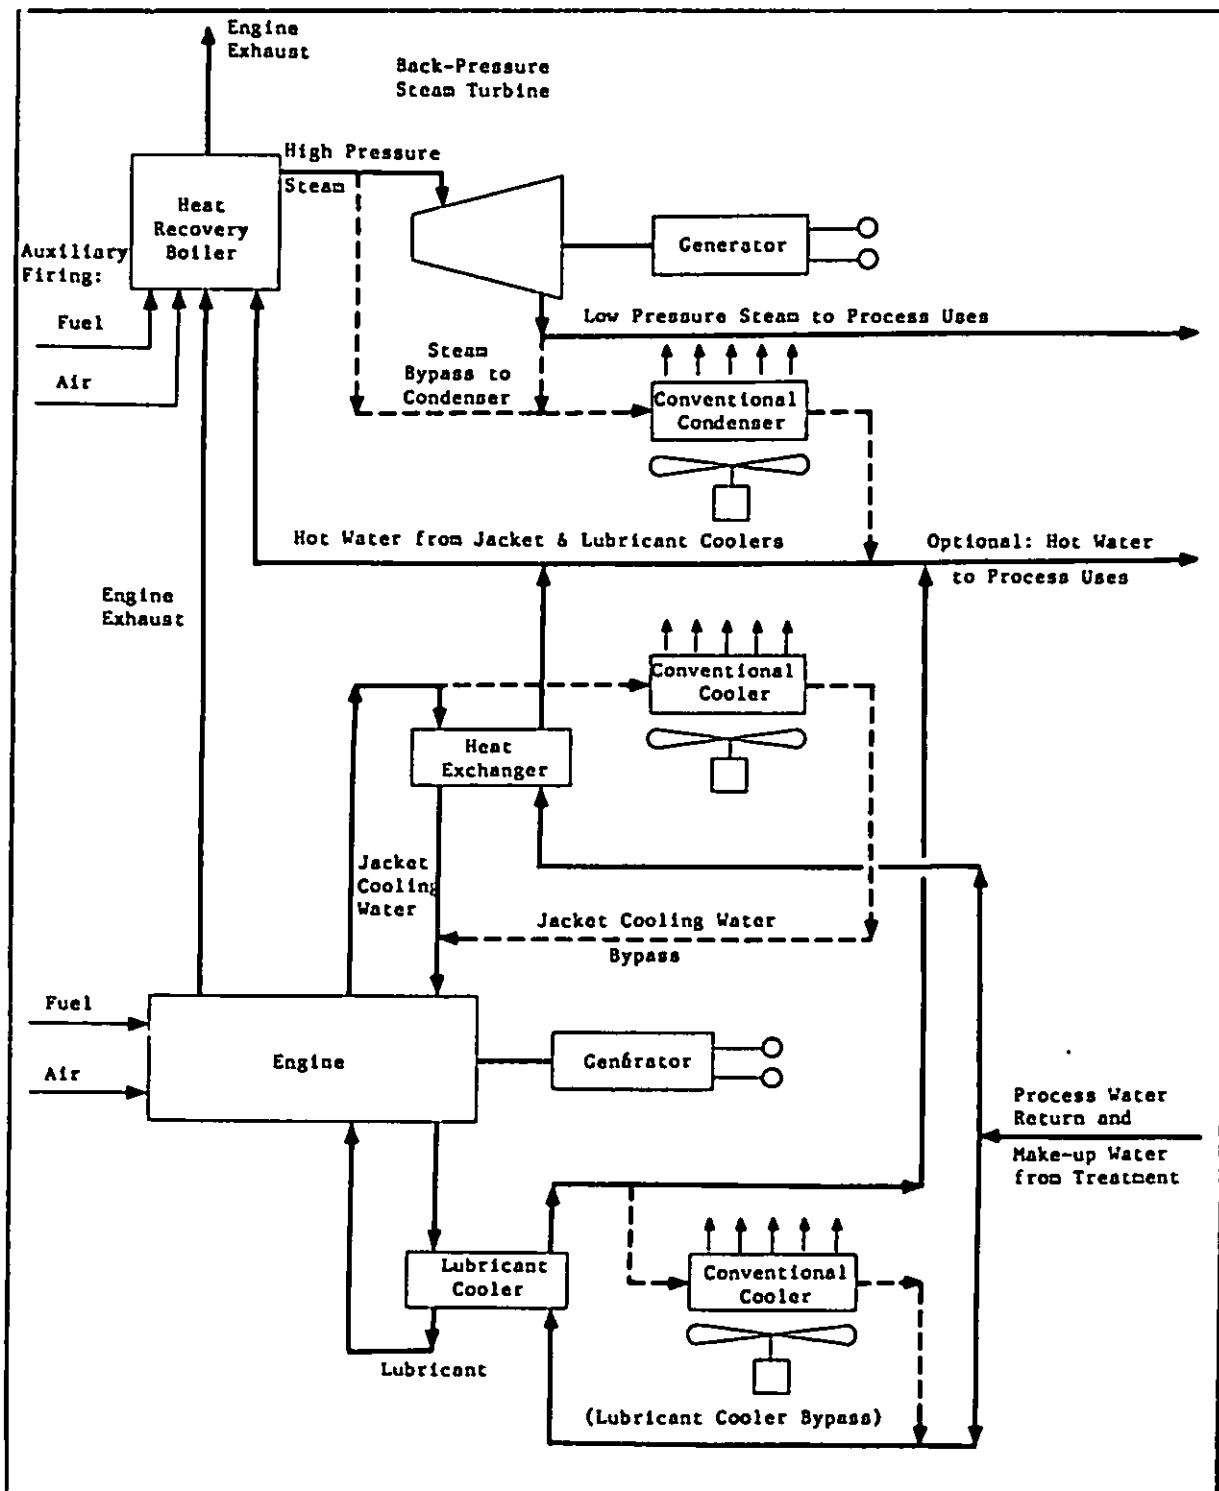 Engine
Exhaust
Back-Pressure
Steam Turbine
High Pressure
Steam
Heat
Recovery
Boiler
Auxiliary
Firing:
Generator
Fuel
Air
Low Pressure Steam to Process Uses
Steam
Bypass to
Condenser
Conventional
Condenser
Hot Water from Jacket & Lubricant Coolers
Optional: Hot Water
to Process Uses
Engine
Exhaust
Conventional
Cooler
Heat
Exchanger
Jacket
Cooling
Water
Jacket Cooling Water
Bypass
Fuel
Air
Engine
Generator
Process Water
Return and
Make-up Water
from Treatment
Lubricant
Cooler
Conventional
Cooler
Lubricant
(Lubricant Cooler Bypass)